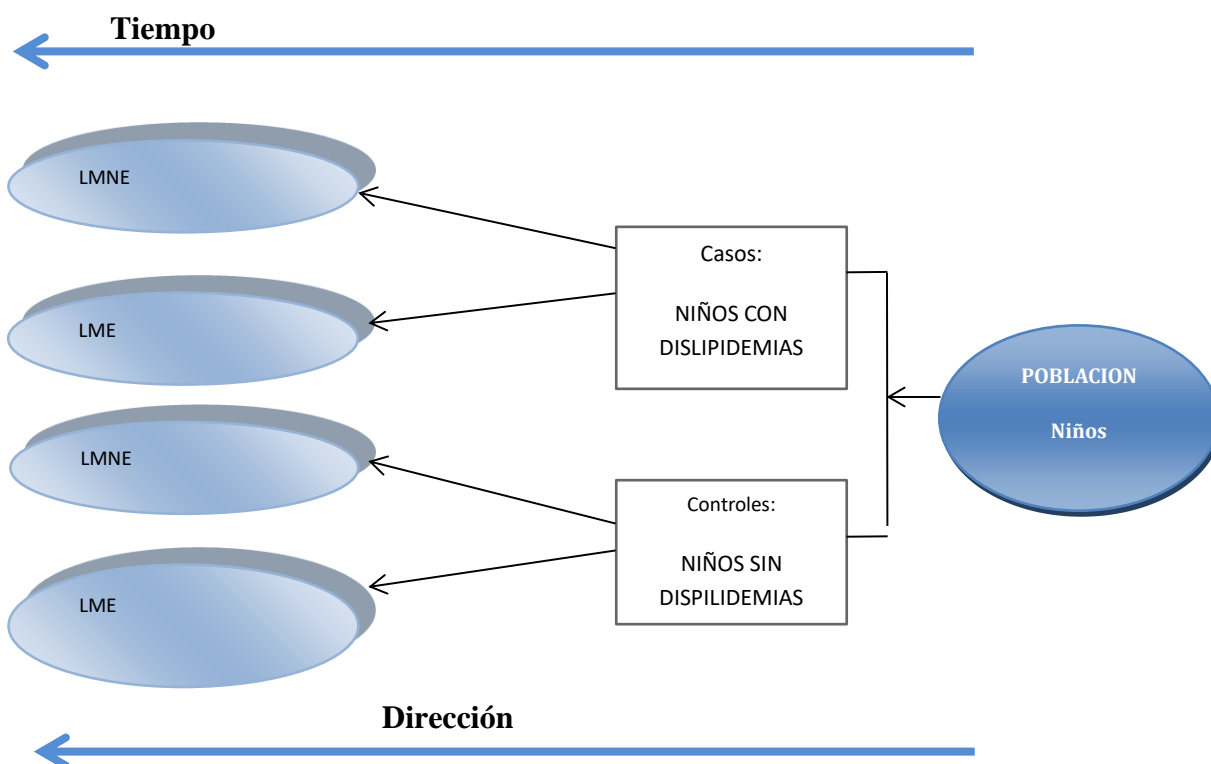 Tiempo
LMNE
LME
LMNE
LME
Casos:
NIÑOS CON
DISLIPIDEMIAS
Controles:
NIÑOS SIN
DISPILIDEMIAS
POBLACION
Niños
Dirección